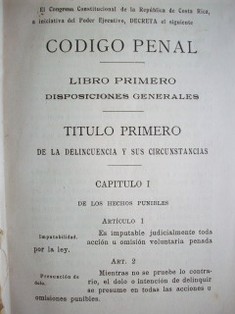 El Congreso Constitucional de la República de Costa Rica,
a iniciativa del Poder Ejecutivo, DECRETA el siguiente
CODIGO PENAL
LIBRO PRIMERO
DISPOSICIONES GENERALES
TITULO PRIMERO
DE LA DELINCUENCIA Y SUS CIRCUNSTANCIAS
CAPITULO I
DE LOS HECHOS PUNIBLES
ARTÍCULO 1
Imputabilidad. Es imputable judicialmente toda
acción u omisión voluntaria penada
por la ley.
ART. 2
Presunción de dolo. Mientras no se pruebe lo contra-
rio, el dolo o intención de delinquir
se presume en todas las acciones u
omisiones punibles.